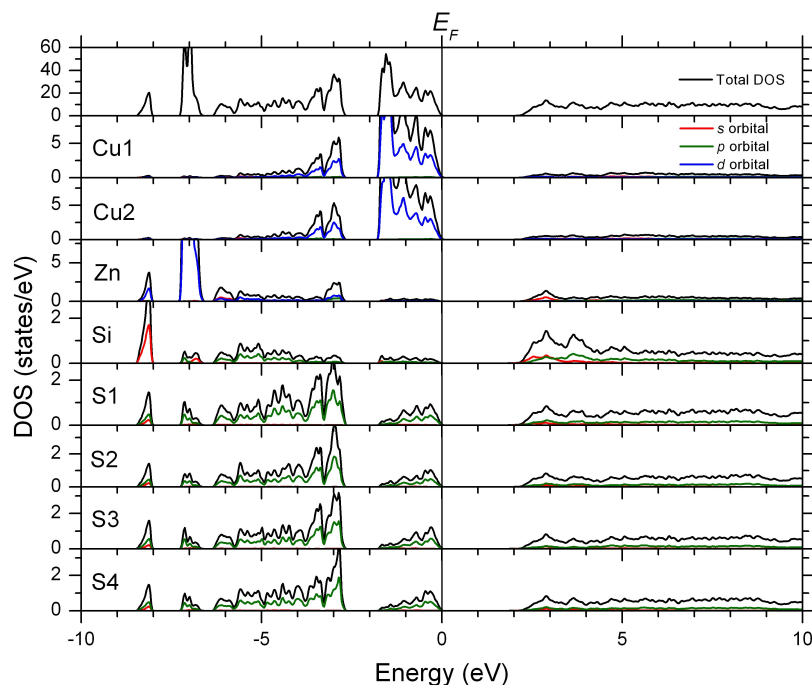 E_F
60
40
20
0
Total DOS
Cu1
5
0
s orbital
p orbital
d orbital
Cu2
5
0
Zn
5
0
Si
2
0
S1
2
0
S2
2
0
S3
2
0
S4
2
0
DOS (states/eV)
-10 -5 0 5 10
Energy (eV)